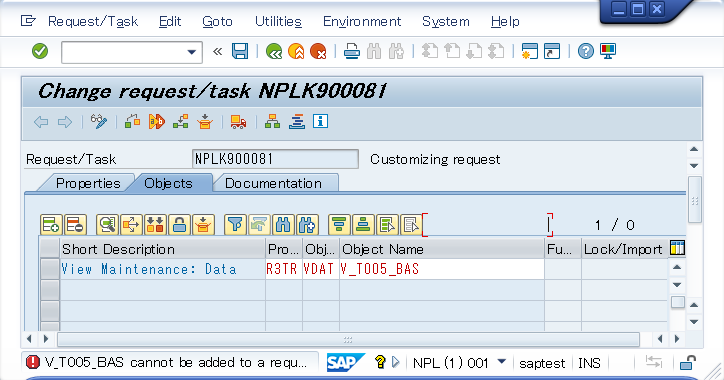 Request/Task Edit Goto Utilities Environment System Help
Change request/task NPLK900081
Request/Task NPLK900081 Customizing request
Properties Objects Documentation
1 / 0
Short Description Pro... Obj... Object Name Fu... Lock/Import
View Maintenance: Data R3TR VDAT V_T005_BAS
V_T005_BAS cannot be added to a requ... SAP NPL (1) 001 saptest INS